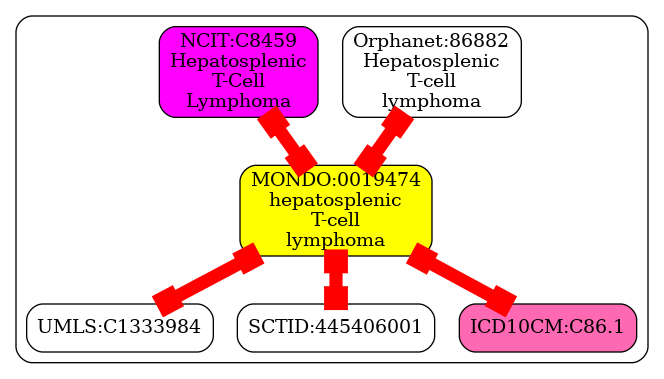 NCIT:C8459
Hepatosplenic
T-Cell
Lymphoma
Orphanet:86882
Hepatosplenic
T-cell
lymphoma
MONDO:0019474
hepatosplenic
T-cell
lymphoma
UMLS:C1333984
SCTID:445406001
ICD10CM:C86.1